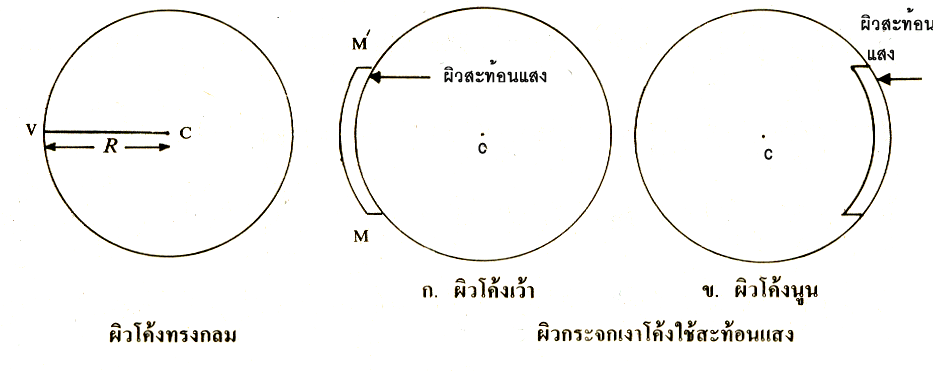 V
C
R
M′
ผิวสะท้อนแสง
C
M
ผิวสะท้อน
แสง
C
ก. ผิวโค้งเว้า
ข. ผิวโค้งนูน
ผิวโค้งทรงกลม
ผิวกระจกเงาโค้งใช้สะท้อนแสง